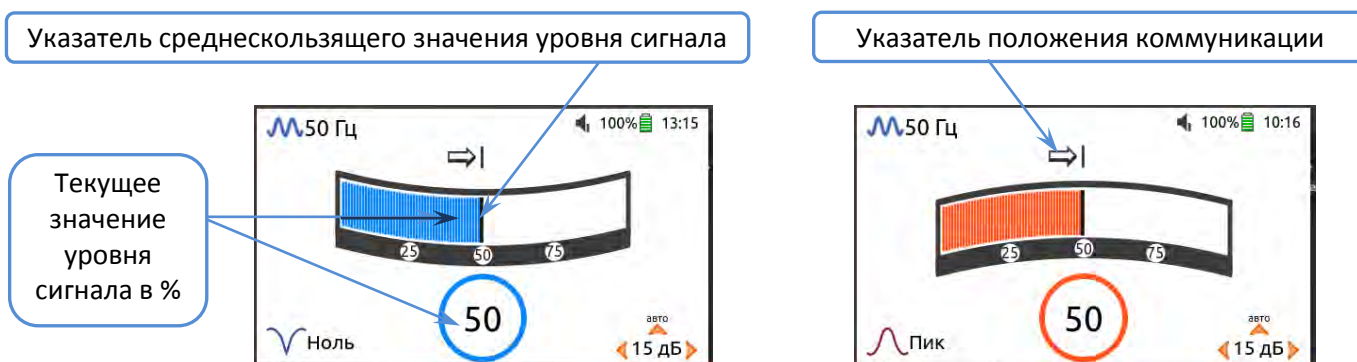 Указатель среднескользящего значения уровня сигнала
Указатель положения коммуникации
Текущее
значение
уровня
сигнала в %
50 Гц
100% 13:15
25 50 75
50
Ноль
авто
15 дБ
50 Гц
100% 10:16
25 50 75
50
Пик
авто
15 дБ